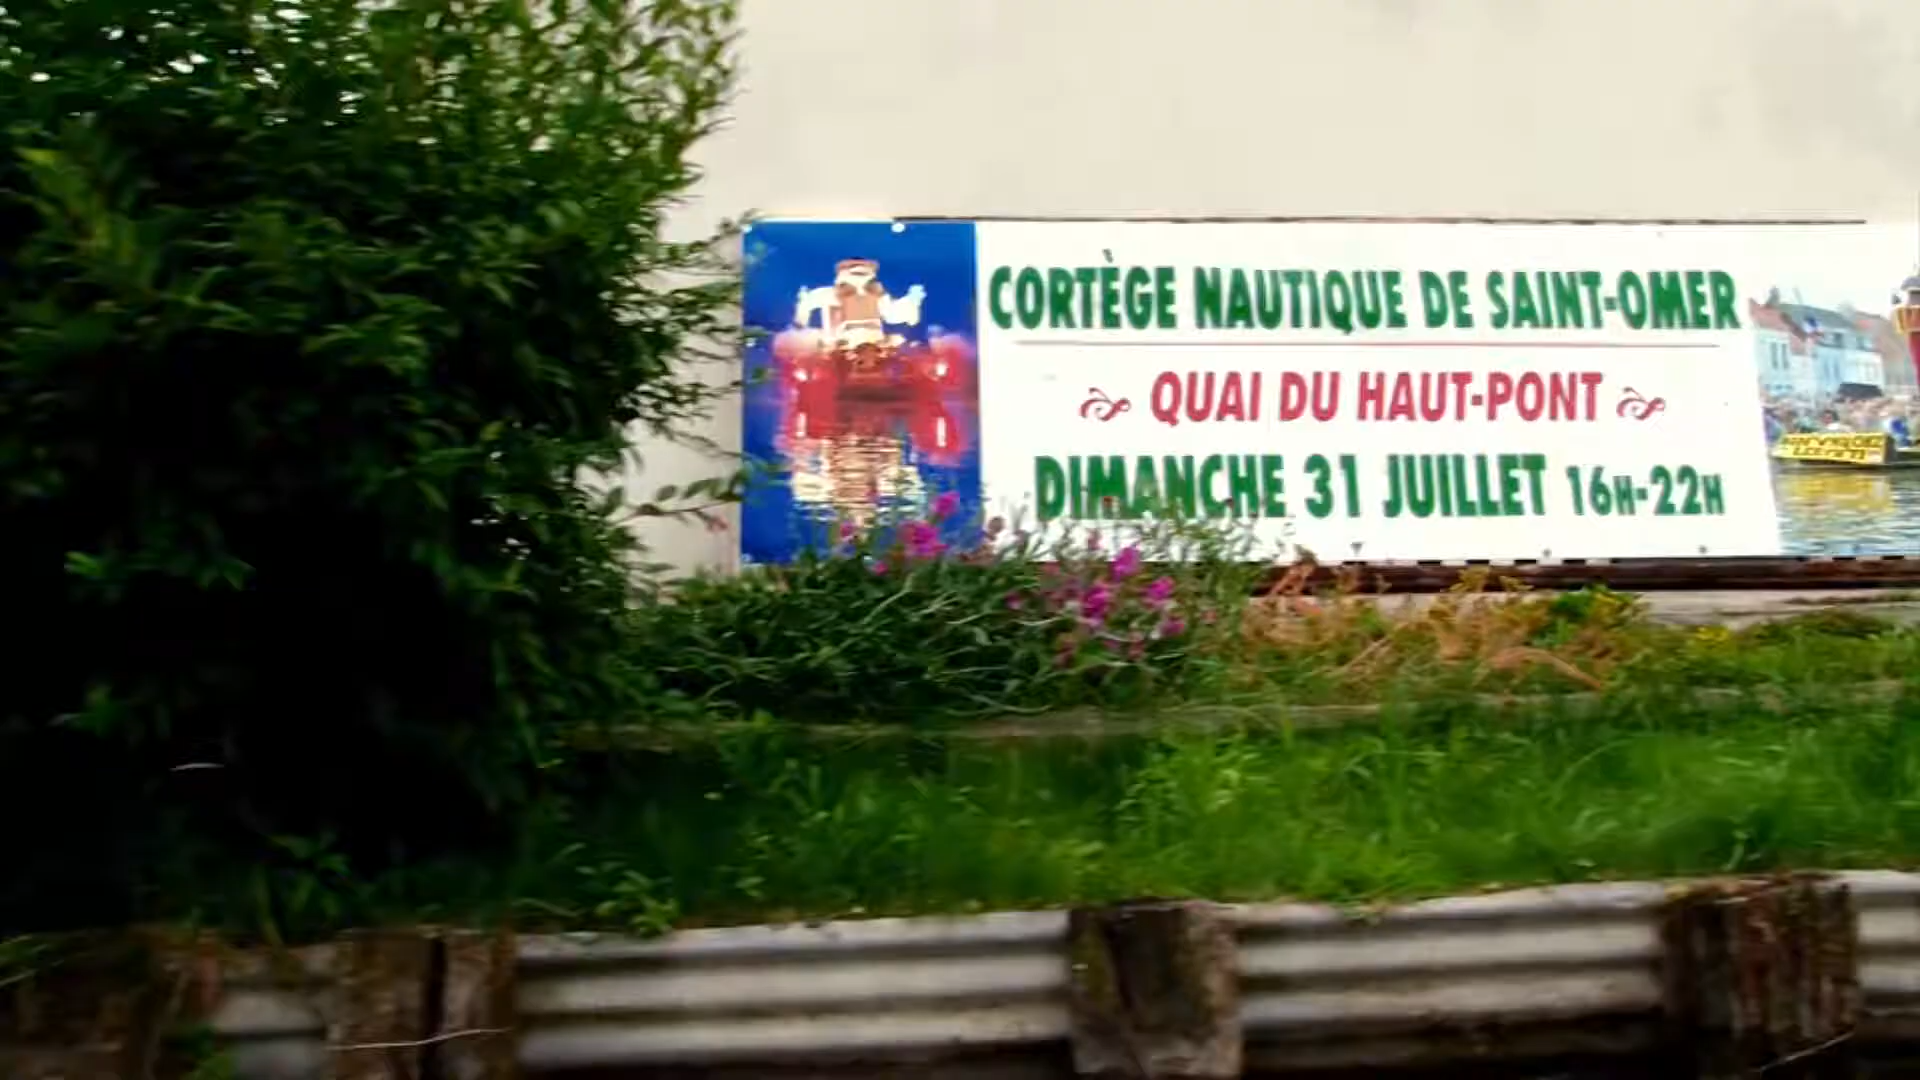 CORTÈGE NAUTIQUE DE SAINT-OMER
QUAI DU HAUT-PONT
DIMANCHE 31 JUILLET 16H-22H